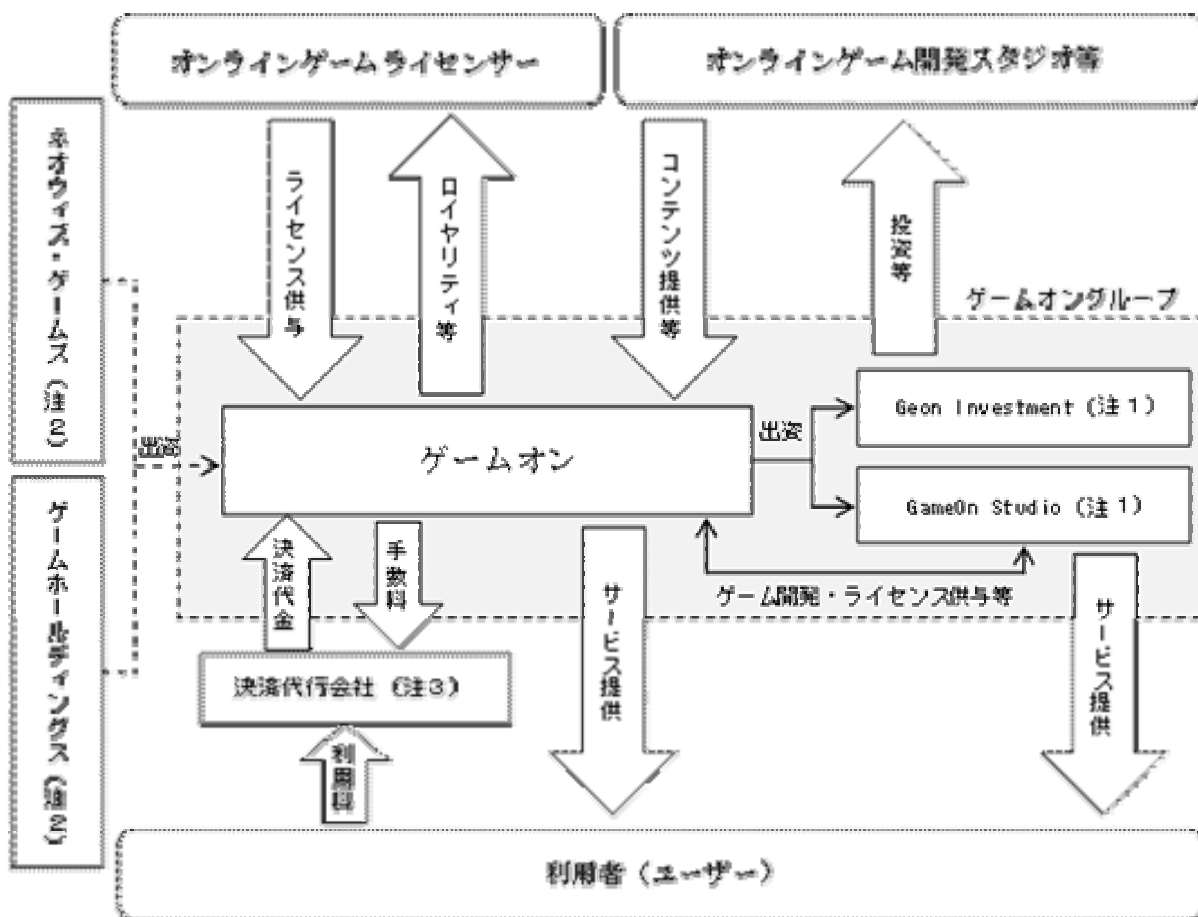 オンラインゲームライセンサー
オンラインゲーム開発スタジオ等
ネオウィズ・ゲームズ（注２）
ライセンス供与
ロイヤリティ等
コンテンツ提供等
投資等
ゲームオングループ
出資
ゲームオン
出資
Geon Investment（注１）
GameOn Studio（注１）
ゲームホールディングス（注２）
決済代金
手数料
サービス提供
ゲーム開発・ライセンス供与等
サービス提供
決済代行会社（注３）
利用料
利用者（ユーザー）